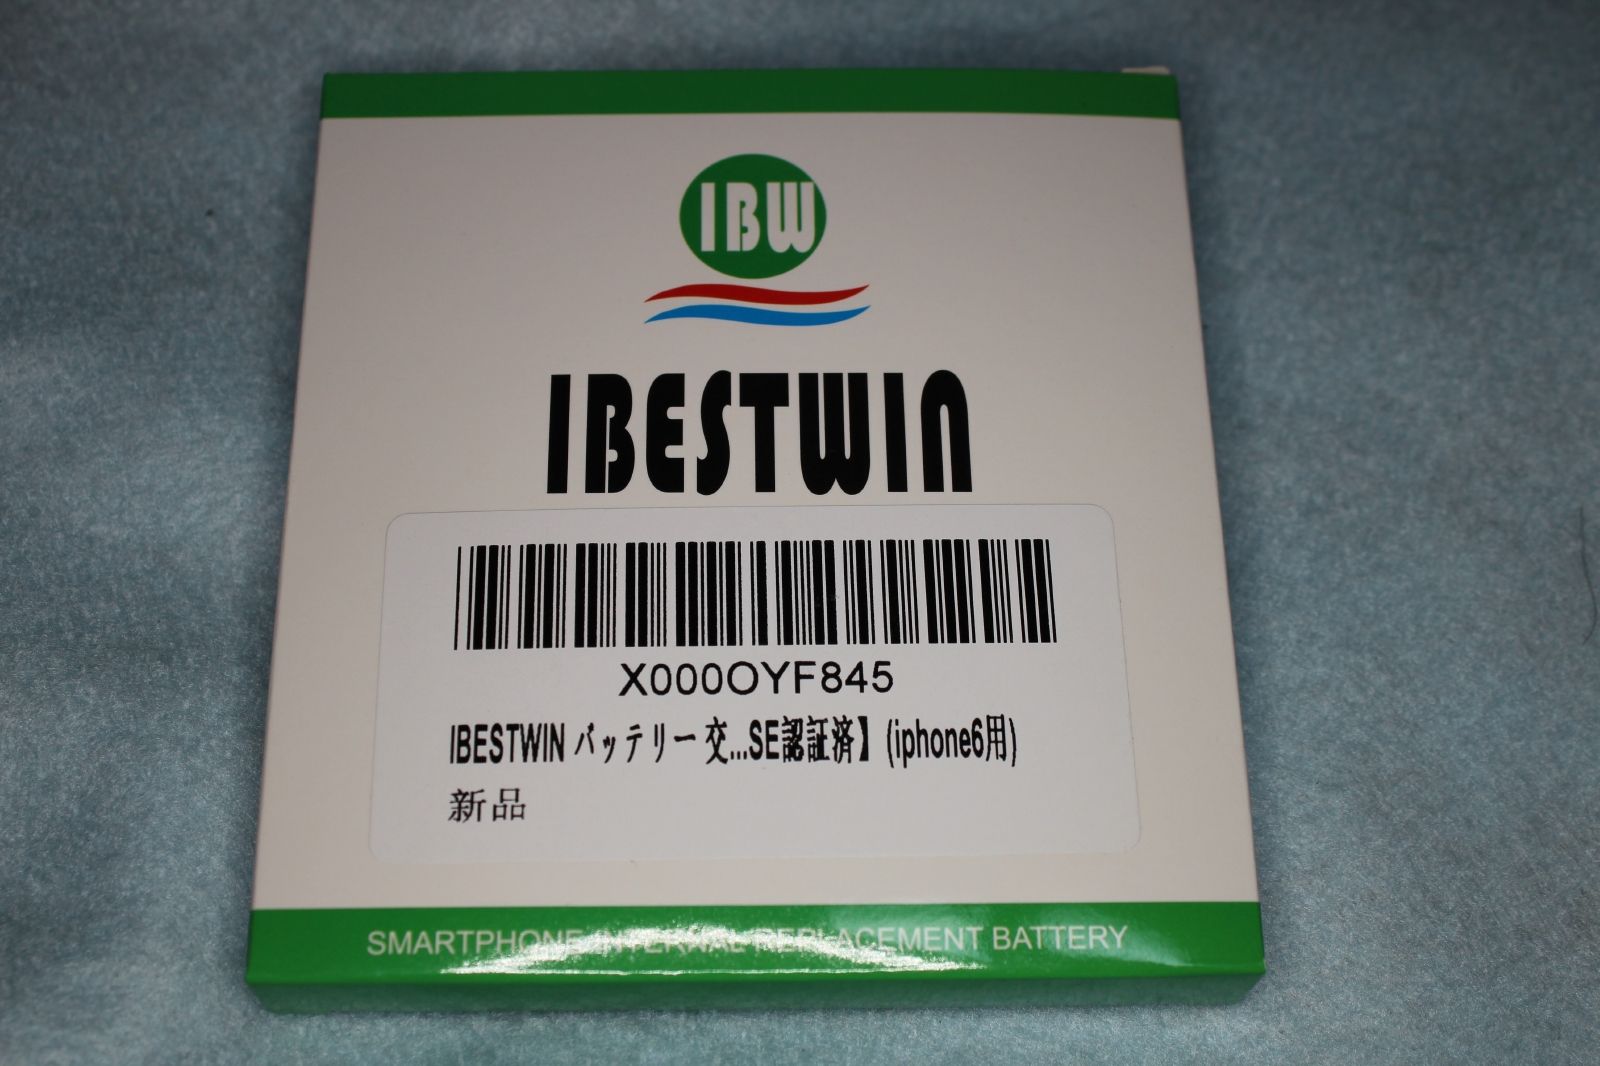 IBW
IBESTWIN
X000OYF845
IBESTWIN バッテリー 交...SE認証済】(iphone6用)
新品
SMARTPHONE INTERNAL REPLACEMENT BATTERY